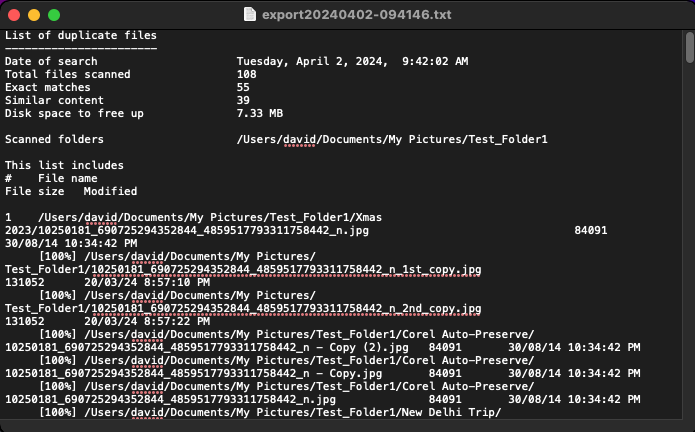 export20240402-094146.txt
List of duplicate files
-----------------------
Date of search Tuesday, April 2, 2024, 9:42:02 AM
Total files scanned 108
Exact matches 55
Similar content 39
Disk space to free up 7.33 MB
Scanned folders /Users/david/Documents/My Pictures/Test_Folder1
This list includes
# File name
File size Modified
1 /Users/david/Documents/My Pictures/Test_Folder1/Xmas
2023/10250181_690725294352844_4859517793311758442_n.jpg 84091
30/08/14 10:34:42 PM
[100%] /Users/david/Documents/My Pictures/
Test_Folder1/10250181_690725294352844_4859517793311758442_n_1st_copy.jpg
131052 20/03/24 8:57:10 PM
[100%] /Users/david/Documents/My Pictures/
Test_Folder1/10250181_690725294352844_4859517793311758442_n_2nd_copy.jpg
131052 20/03/24 8:57:22 PM
[100%] /Users/david/Documents/My Pictures/Test_Folder1/Corel Auto-Preserve/
10250181_690725294352844_4859517793311758442_n - Copy (2).jpg 84091 30/08/14 10:34:42 PM
[100%] /Users/david/Documents/My Pictures/Test_Folder1/Corel Auto-Preserve/
10250181_690725294352844_4859517793311758442_n - Copy.jpg 84091 30/08/14 10:34:42 PM
[100%] /Users/david/Documents/My Pictures/Test_Folder1/Corel Auto-Preserve/
10250181_690725294352844_4859517793311758442_n.jpg 84091 30/08/14 10:34:42 PM
[100%] /Users/david/Documents/My Pictures/Test_Folder1/New Delhi Trip/